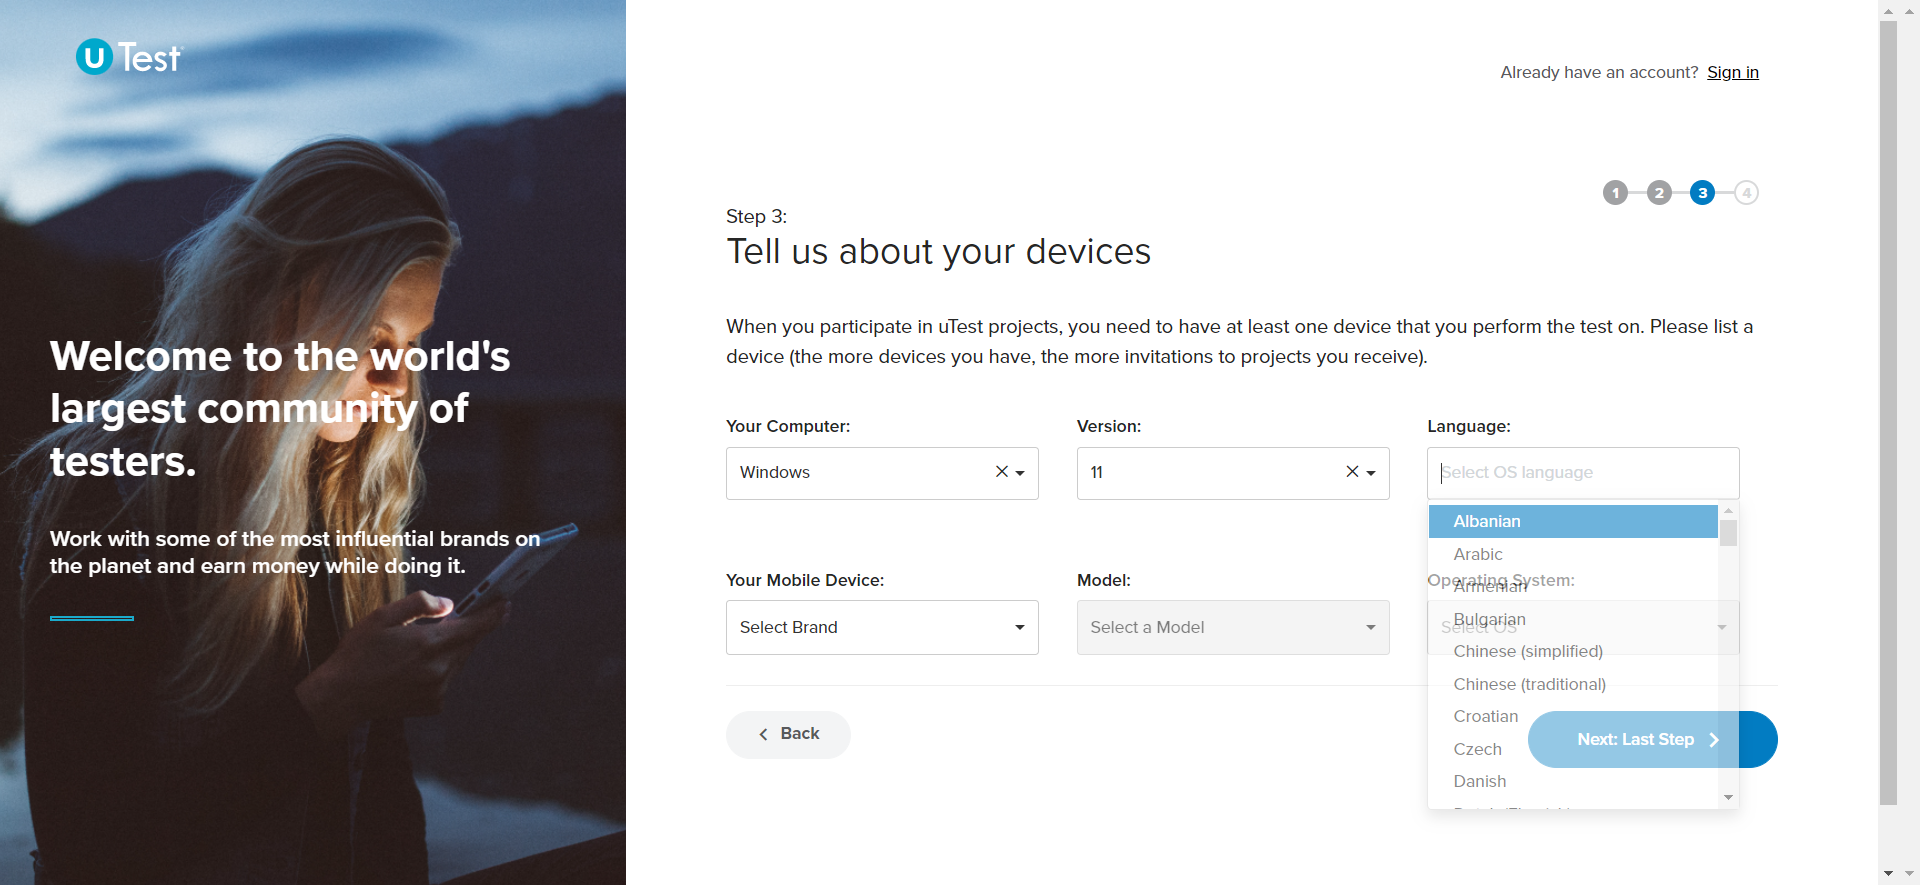 U Test
Already have an account? Sign in
1 2 3 4
Step 3:
Tell us about your devices
Welcome to the world's
largest community of
testers.
Work with some of the most influential brands on
the planet and earn money while doing it.
When you participate in uTest projects, you need to have at least one device that you perform the test on. Please list a
device (the more devices you have, the more invitations to projects you receive).
Your Computer: Version: Language:
Windows 11 Select OS language
Albanian
Arabic
Your Mobile Device: Model: Operating System:
Armenian
Bulgarian
Select Brand Select a Model Select OS
Chinese (simplified)
Chinese (traditional)
Croatian
Back Next: Last Step
Czech
Danish